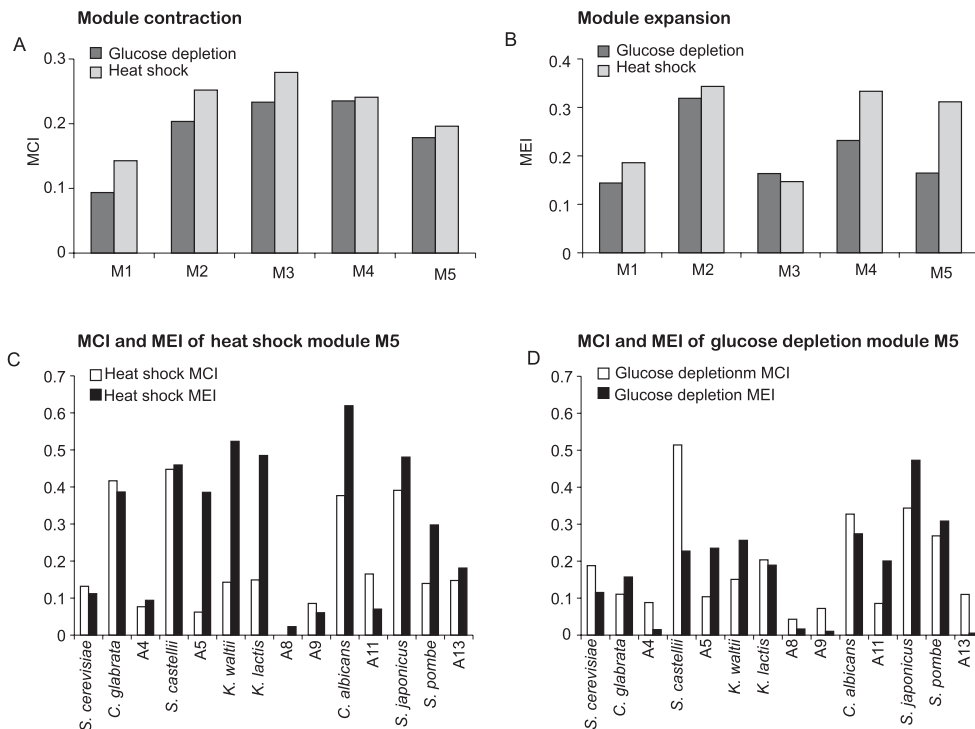 Module contraction
A
Glucose depletion
Heat shock
MCI
0.3
0.2
0.1
0
M1 M2 M3 M4 M5
Module expansion
B
Glucose depletion
Heat shock
MEI
0.4
0.3
0.2
0.1
0
M1 M2 M3 M4 M5
MCI and MEI of heat shock module M5
C
Heat shock MCI
Heat shock MEI
0.7
0.6
0.5
0.4
0.3
0.2
0.1
0
S. cerevisiae
C. glabrata
A4
S. castellii
A5
K. waltii
K. lactis
A8
A9
C. albicans
A11
S. japonicus
S. pombe
A13
MCI and MEI of glucose depletion module M5
D
Glucose depletionm MCI
Glucose depletion MEI
0.7
0.6
0.5
0.4
0.3
0.2
0.1
0
S. cerevisiae
C. glabrata
A4
S. castellii
A5
K. waltii
K. lactis
A8
A9
C. albicans
A11
S. japonicus
S. pombe
A13